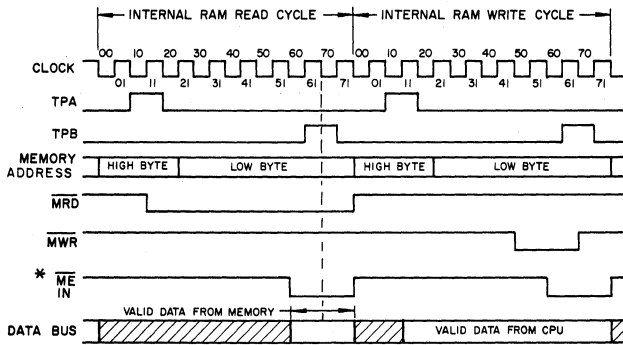 INTERNAL RAM READ CYCLE INTERNAL RAM WRITE CYCLE
00 10 20 30 40 50 60 70 00 10 20 30 40 50 60 70
CLOCK
01 11 21 31 41 51 61 71 01 11 21 31 41 51 61 71
TPA
TPB
MEMORY ADDRESS
HIGH BYTE LOW BYTE HIGH BYTE LOW BYTE
MRD
MWR
* ME
IN
VALID DATA FROM MEMORY
DATA BUS VALID DATA FROM CPU